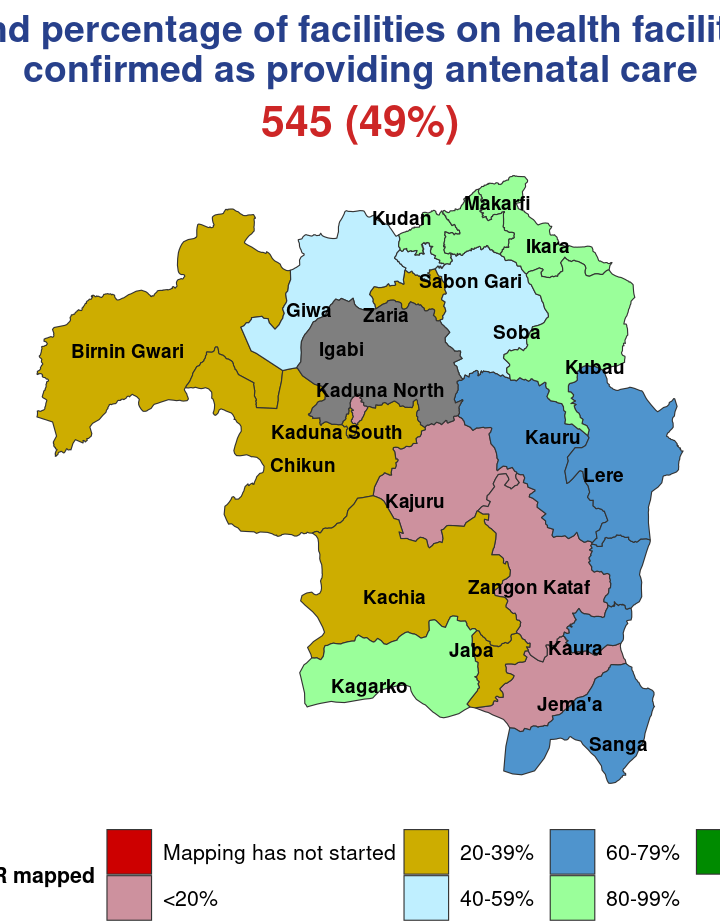 nd percentage of facilities on health facilit
confirmed as providing antenatal care
545 (49%)
Makarfi
Kudan
Ikara
Sabon Gari
Giwa
Zaria
Soba
Igabi
Birnin Gwari
Kubau
Kaduna North
Kaduna South
Kauru
Chikun
Lere
Kajuru
Zangon Kataf
Kachia
Jaba
Kaura
Kagarko
Jema'a
Sanga
R mapped
Mapping has not started
20-39%
60-79%
<20%
40-59%
80-99%